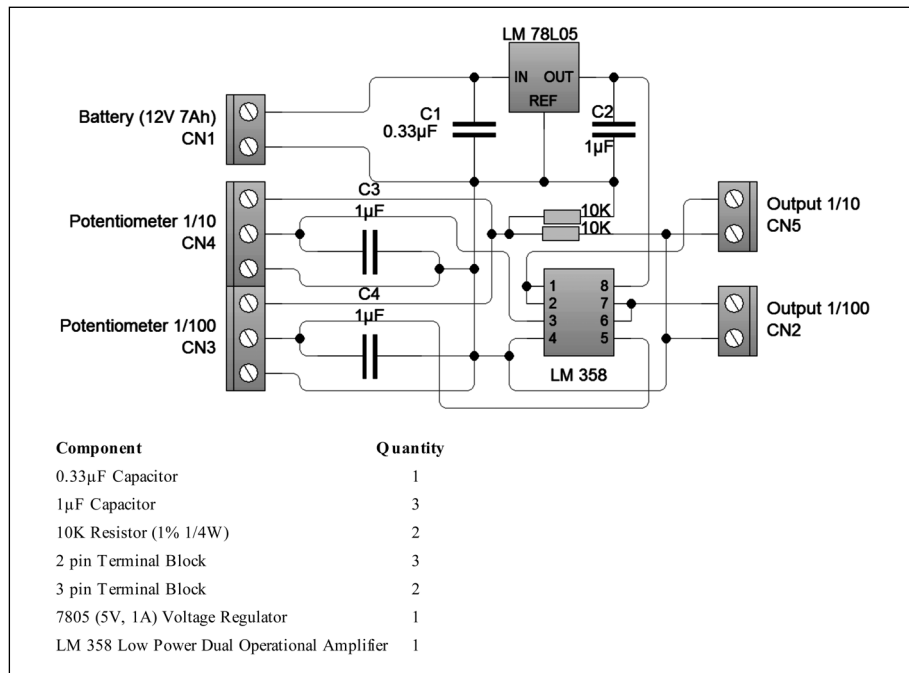 LM 78L05
IN OUT
REF
Battery (12V 7Ah)
CN1
C1
0.33µF
C2
1µF
Potentiometer 1/10
CN4
C3
1µF
10K
10K
Output 1/10
CN5
Potentiometer 1/100
CN3
C4
1µF
1 8
2 7
3 6
4 5
LM 358
Output 1/100
CN2
Component Quantity
0.33µF Capacitor 1
1µF Capacitor 3
10K Resistor (1% 1/4W) 2
2 pin Terminal Block 3
3 pin Terminal Block 2
7805 (5V, 1A) Voltage Regulator 1
LM 358 Low Power Dual Operational Amplifier 1